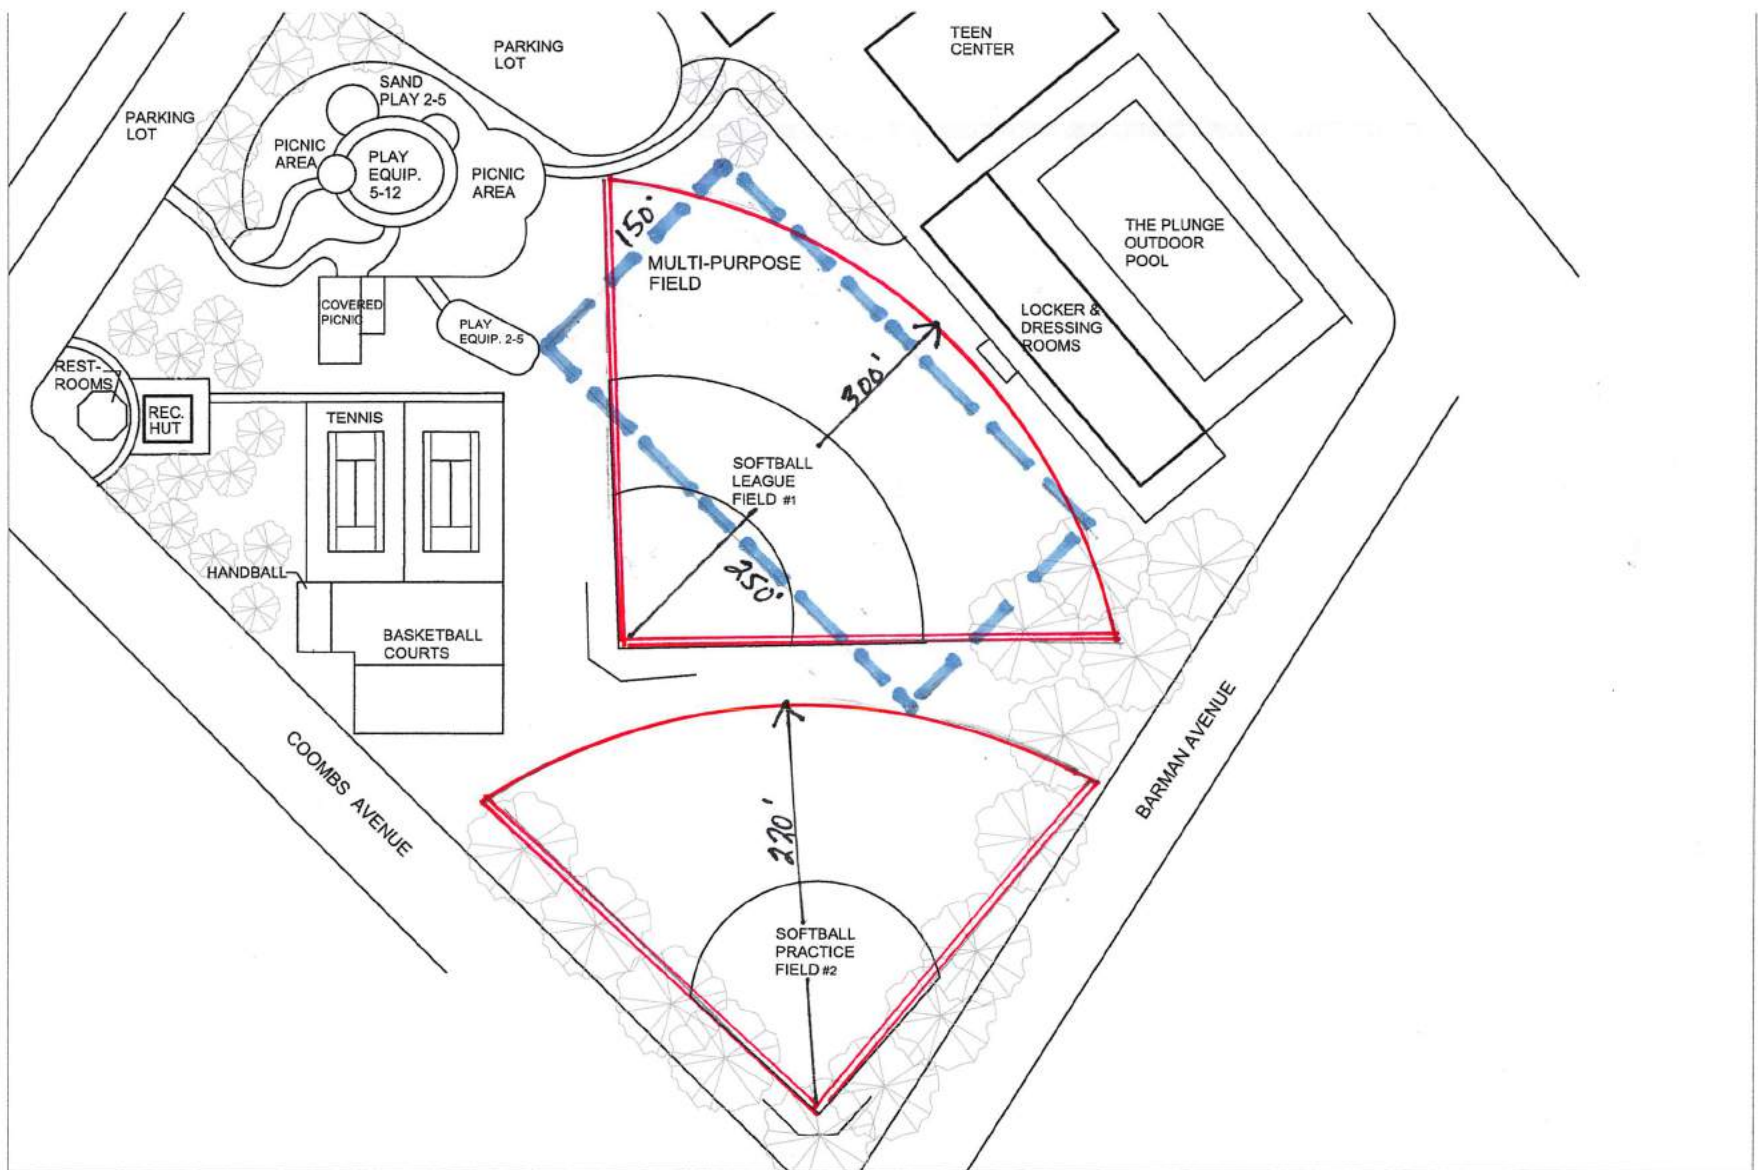 TEEN
CENTER
PARKING
LOT
SAND
PLAY 2-5
PARKING
LOT
PICNIC
AREA
PLAY
EQUIP.
5-12
PICNIC
AREA
150'
MULTI-PURPOSE
FIELD
THE PLUNGE
OUTDOOR
POOL
COVERED
PICNIC
PLAY
EQUIP. 2-5
LOCKER &
DRESSING
ROOMS
REST-
ROOMS
REC.
HUT
TENNIS
300'
SOFTBALL
LEAGUE
FIELD #1
HANDBALL
250'
BASKETBALL
COURTS
COOMBS AVENUE
BARMAN AVENUE
220'
SOFTBALL
PRACTICE
FIELD #2